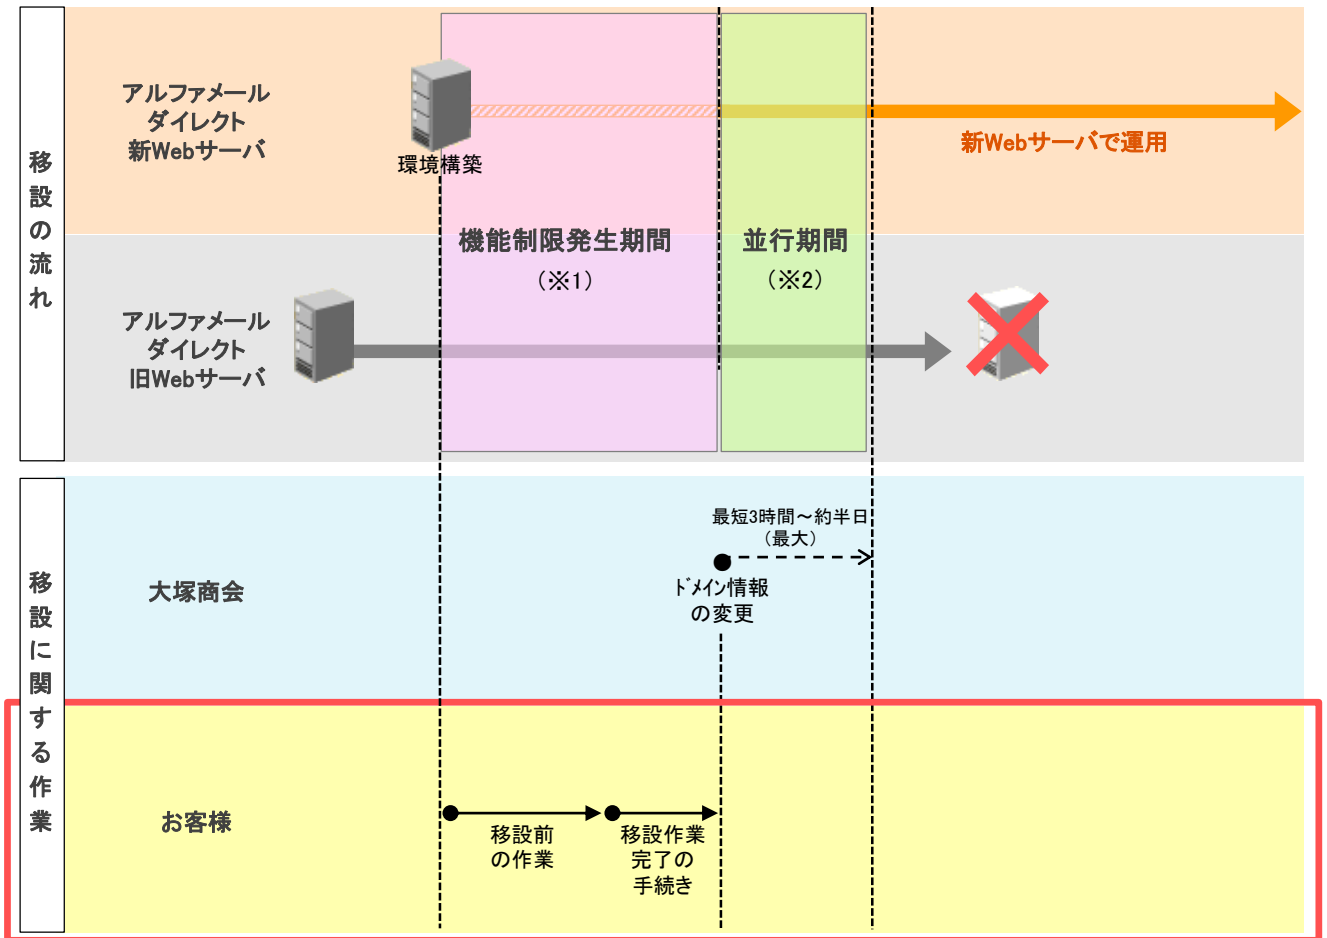 移設の流れ
アルファメール
ダイレクト
新Webサーバ
環境構築
新Webサーバで運用
機能制限発生期間
（※1）
並行期間
（※2）
アルファメール
ダイレクト
旧Webサーバ
移設に関する作業
大塚商会
最短3時間～約半日
（最大）
ﾄﾞﾒｲﾝ情報
の変更
お客様
移設前
の作業
移設作業
完了の
手続き